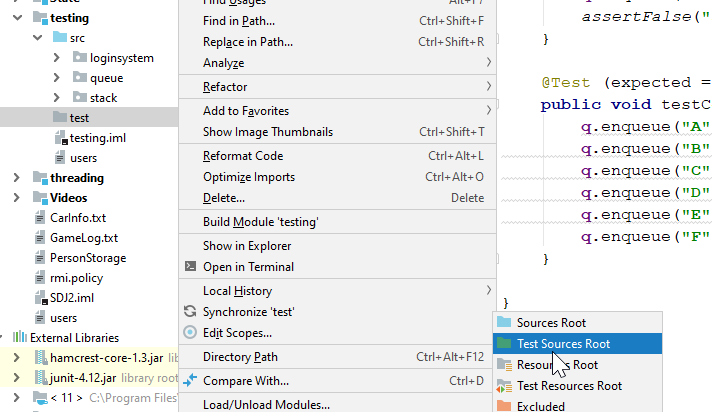 State
testing
src
loginsystem
queue
stack
test
testing.iml
users
threading
Videos
CarInfo.txt
GameLog.txt
PersonStorage
rmi.policy
SDJ2.iml
users
External Libraries
hamcrest-core-1.3.jar lib
junit-4.12.jar library root
< 11 > C:\Program Files\
Find Usages Alt+F7
Find in Path... Ctrl+Shift+F
Replace in Path... Ctrl+Shift+R
Analyze
Refactor
Add to Favorites
Show Image Thumbnails Ctrl+Shift+T
Reformat Code Ctrl+Alt+L
Optimize Imports Ctrl+Alt+O
Delete... Delete
Build Module 'testing'
Show in Explorer
Open in Terminal
Local History
Synchronize 'test'
Edit Scopes...
Directory Path Ctrl+Alt+F12
Compare With... Ctrl+D
Load/Unload Modules...
Sources Root
Test Sources Root
Resources Root
Test Resources Root
Excluded
assertFalse("
}
@Test (expected =
public void testC
q.enqueue("A"
q.enqueue("B"
q.enqueue("C"
q.enqueue("D"
q.enqueue("E"
q.enqueue("F"
}
}